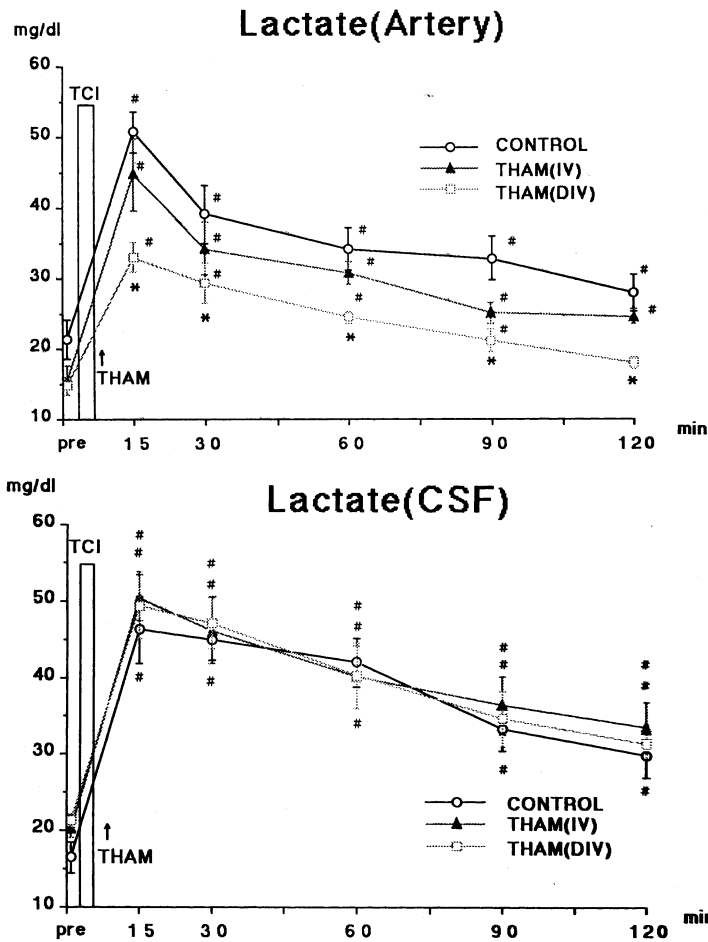 Lactate(Artery)
mg/dl
60
TCI
#
50
CONTROL
#
THAM(IV)
THAM(DIV)
40
#
#
#
#
#
#
#
30
#
#
#
#
#
*
*
*
*
*
20
↑
THAM
10
pre 15 30 60 90 120 min
Lactate(CSF)
mg/dl
60
TCI
# # # # #
# # # # #
50
40
# # # # #
30
CONTROL
THAM(IV)
THAM(DIV)
20
↑
THAM
10
pre 15 30 60 90 120 min